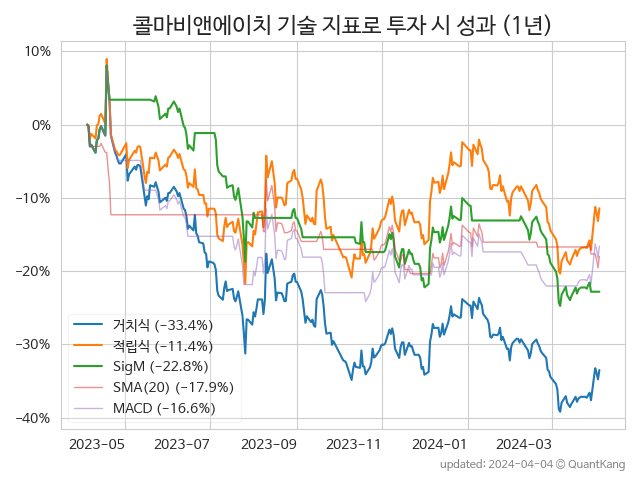 콜마비앤에이치 기술 지표로 투자 시 성과 (1년)
10%
0%
−10%
−20%
−30%
−40%
거치식 (−33.4%)
적립식 (−11.4%)
SigM (−22.8%)
SMA(20) (−17.9%)
MACD (−16.6%)
2023-05
2023-07
2023-09
2023-11
2024-01
2024-03
updated: 2024-04-04 © QuantKang